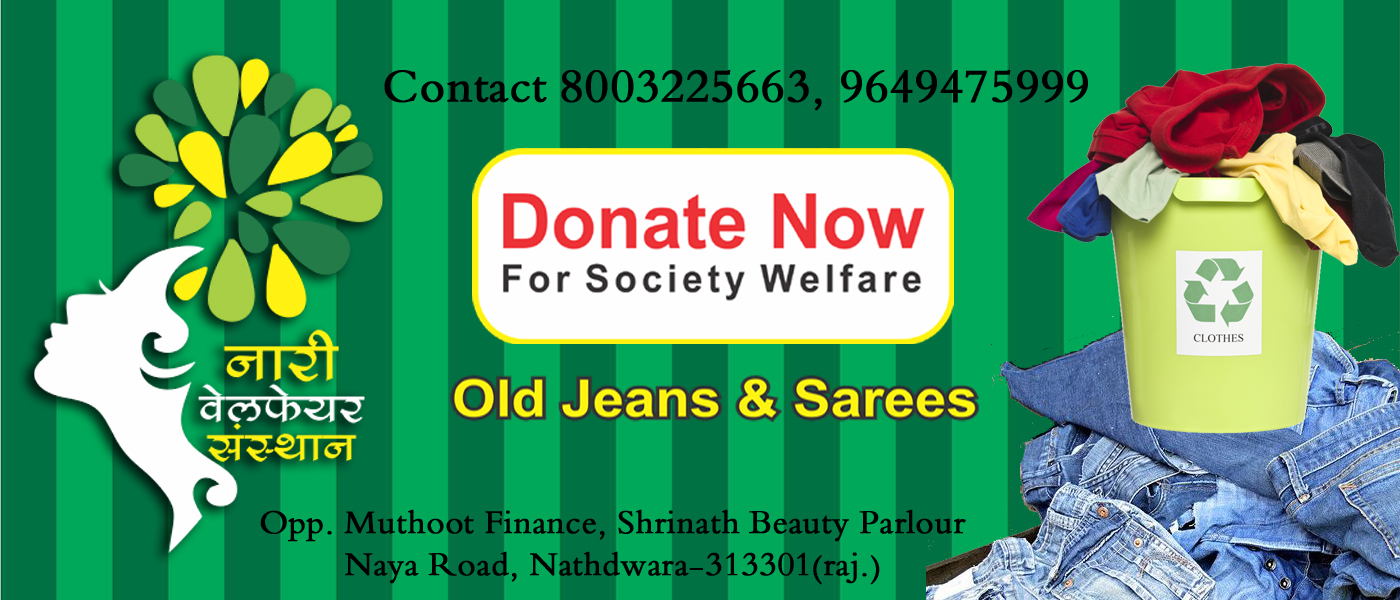 Contact 8003225663, 9649475999
Donate Now
For Society Welfare
Old Jeans & Sarees
नारी
वेलफेयर
संस्थान
CLOTHES
Opp. Muthoot Finance, Shrinath Beauty Parlour
Naya Road, Nathdwara-313301(raj.)